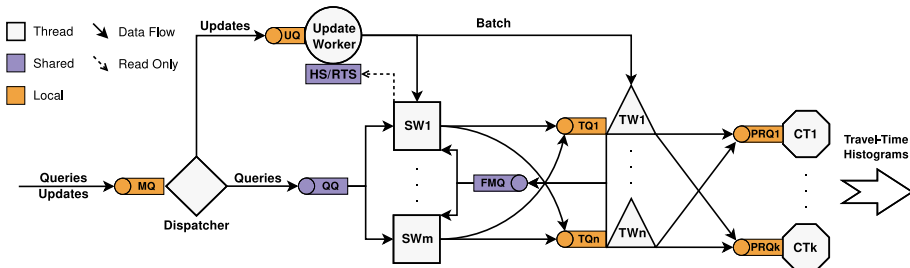 Thread
Data Flow
Shared
Read Only
Local
Updates
UQ
Update
Worker
HS/RTS
Batch
SW1
TQ1
TW1
PRQ1
CT1
Travel-Time
Histograms
Queries
Updates
MQ
Dispatcher
Queries
QQ
FMQ
SWm
TQn
TWn
PRQk
CTk